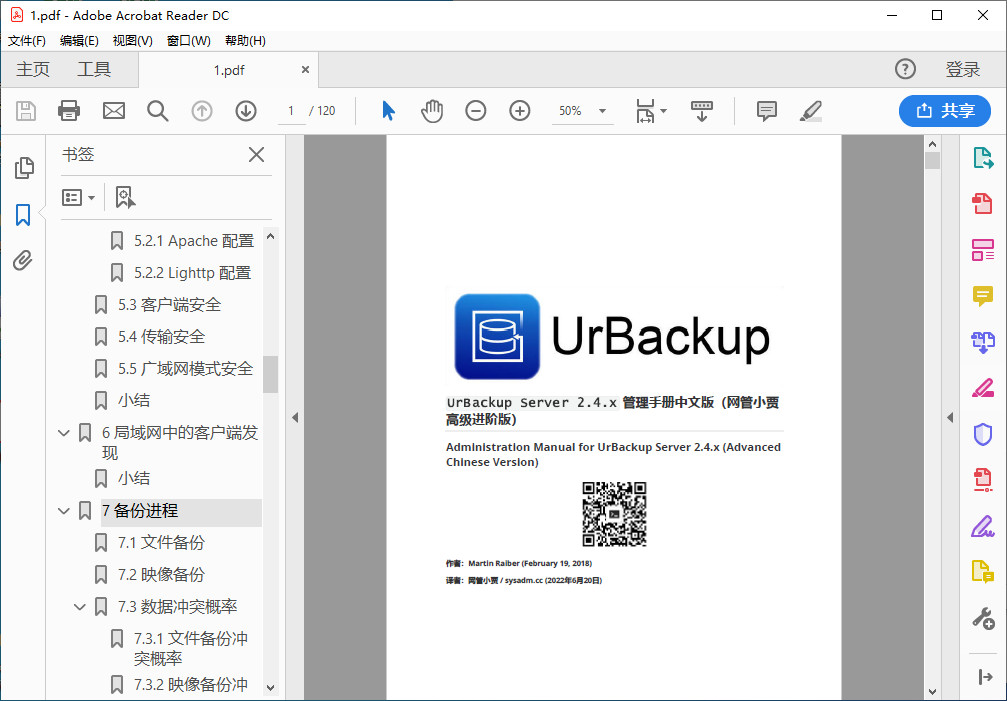 1.pdf - Adobe Acrobat Reader DC
文件(F) 编辑(E) 视图(V) 窗口(W) 帮助(H)
主页 工具 1.pdf × ? 登录
1 / 120 50% 共享
书签
5.2.1 Apache 配置
5.2.2 Lighttp 配置
5.3 客户端安全
5.4 传输安全
5.5 广域网模式安全
小结
6 局域网中的客户端发
现
小结
7 备份进程
7.1 文件备份
7.2 映像备份
7.3 数据冲突概率
7.3.1 文件备份冲
突概率
7.3.2 映像备份冲
UrBackup
UrBackup Server 2.4.x 管理手册中文版（网管小贾
高级进阶版）
Administration Manual for UrBackup Server 2.4.x (Advanced
Chinese Version)
作者：Martin Raiber (February 19, 2018)
译者：网管小贾 / sysadm.cc (2022年6月20日)